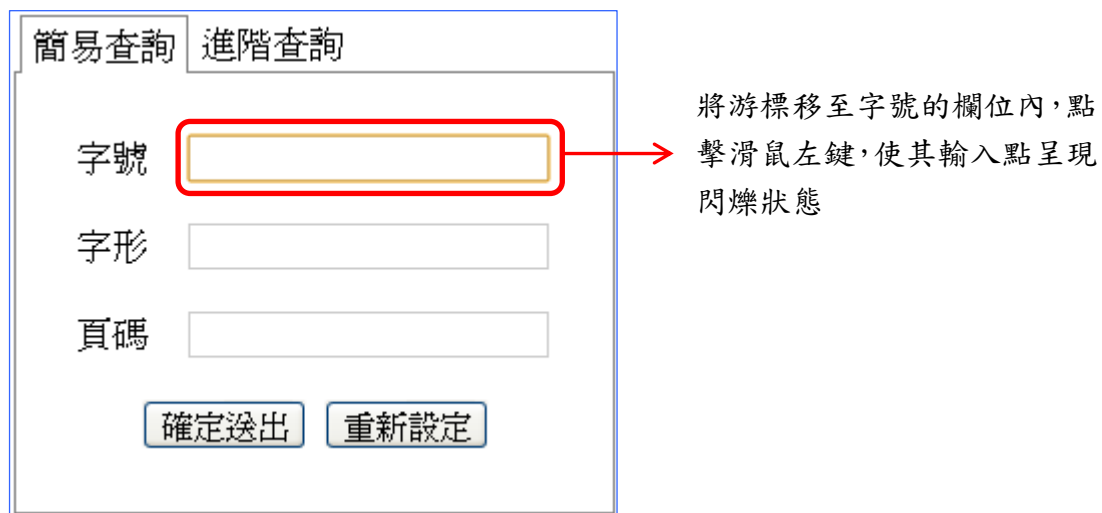 簡易查詢 進階查詢
字號
將游標移至字號的欄位內，點
擊滑鼠左鍵，使其輸入點呈現
閃爍狀態
字形
頁碼
確定送出 重新設定